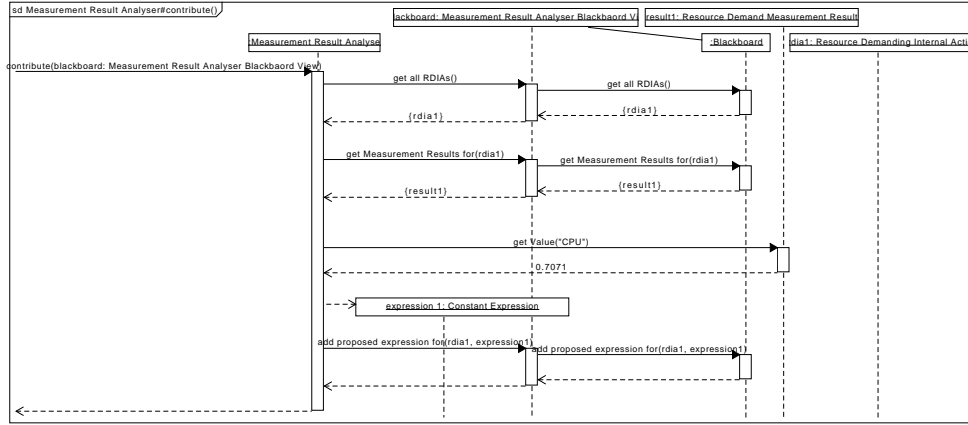 sd Measurement Result Analyser#contribute()
lackboard: Measurement Result Analyser Blackbaord Vi
result1: Resource Demand Measurement Result
:Measurement Result Analyse
:Blackboard
dia1: Resource Demanding Internal Acti
contribute(blackboard: Measurement Result Analyser Blackbaord View)
get all RDIAs()
get all RDIAs()
{rdia1}
{rdia1}
get Measurement Results for(rdia1)
get Measurement Results for(rdia1)
{result1}
{result1}
get Value("CPU")
0.7071
expression 1: Constant Expression
add proposed expression for(rdia1, expression1)
add proposed expression for(rdia1, expression1)